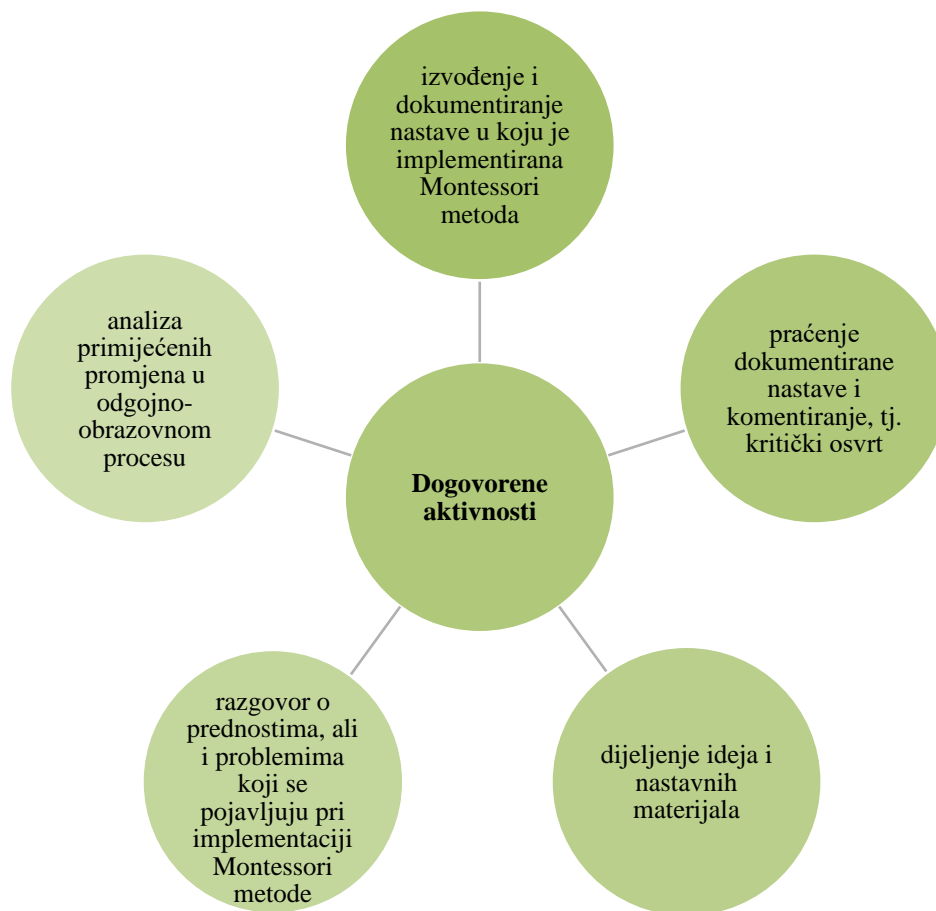 izvođenje i
dokumentiranje
nastave u koju je
implementirana
Montessori
metoda
praćenje
dokumentirane
nastave i
komentiranje, tj.
kritički osvrt
dijeljenje ideja i
nastavnih
materijala
razgovor o
prednostima, ali
i problemima
koji se
pojavljuju pri
implementaciji
Montessori
metode
analiza
primijećenih
promjena u
odgojno-
obrazovnom
procesu
Dogovorene
aktivnosti